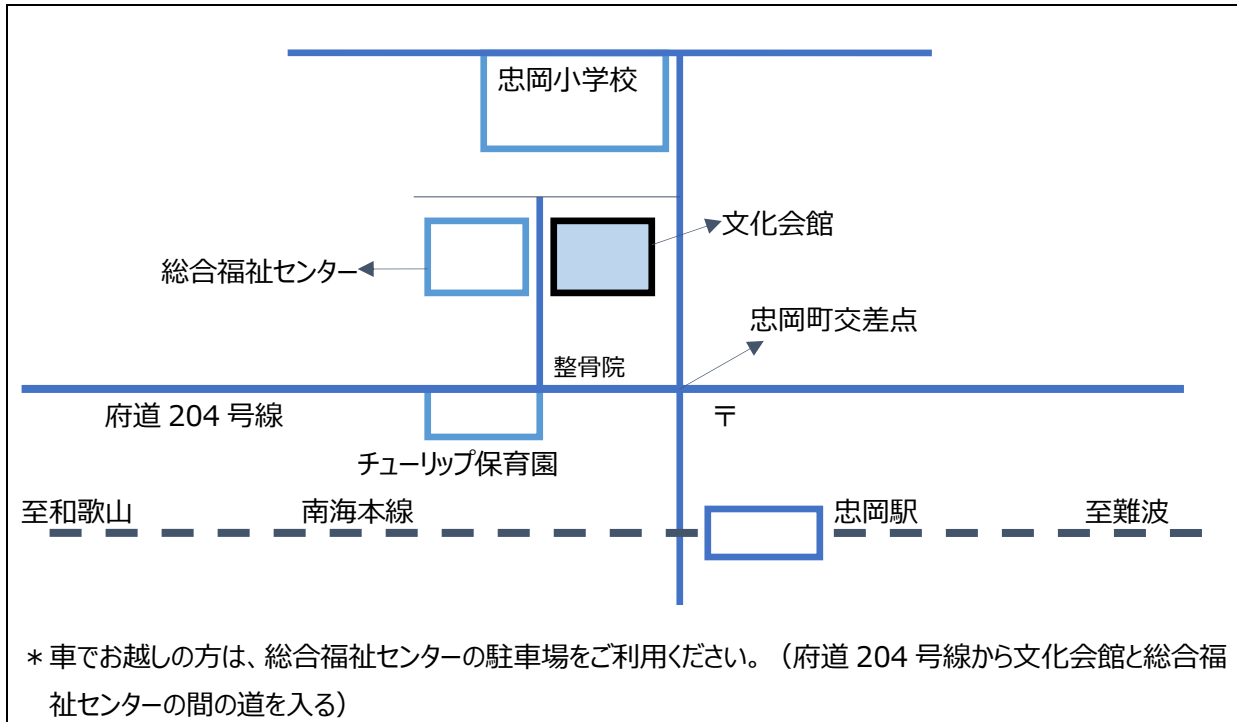 忠岡小学校
文化会館
総合福祉センター
忠岡町交差点
整骨院
府道 204 号線
〒
チューリップ保育園
至和歌山
南海本線
忠岡駅
至難波
＊車でお越しの方は、総合福祉センターの駐車場をご利用ください。（府道 204 号線から文化会館と総合福
祉センターの間の道を入る）